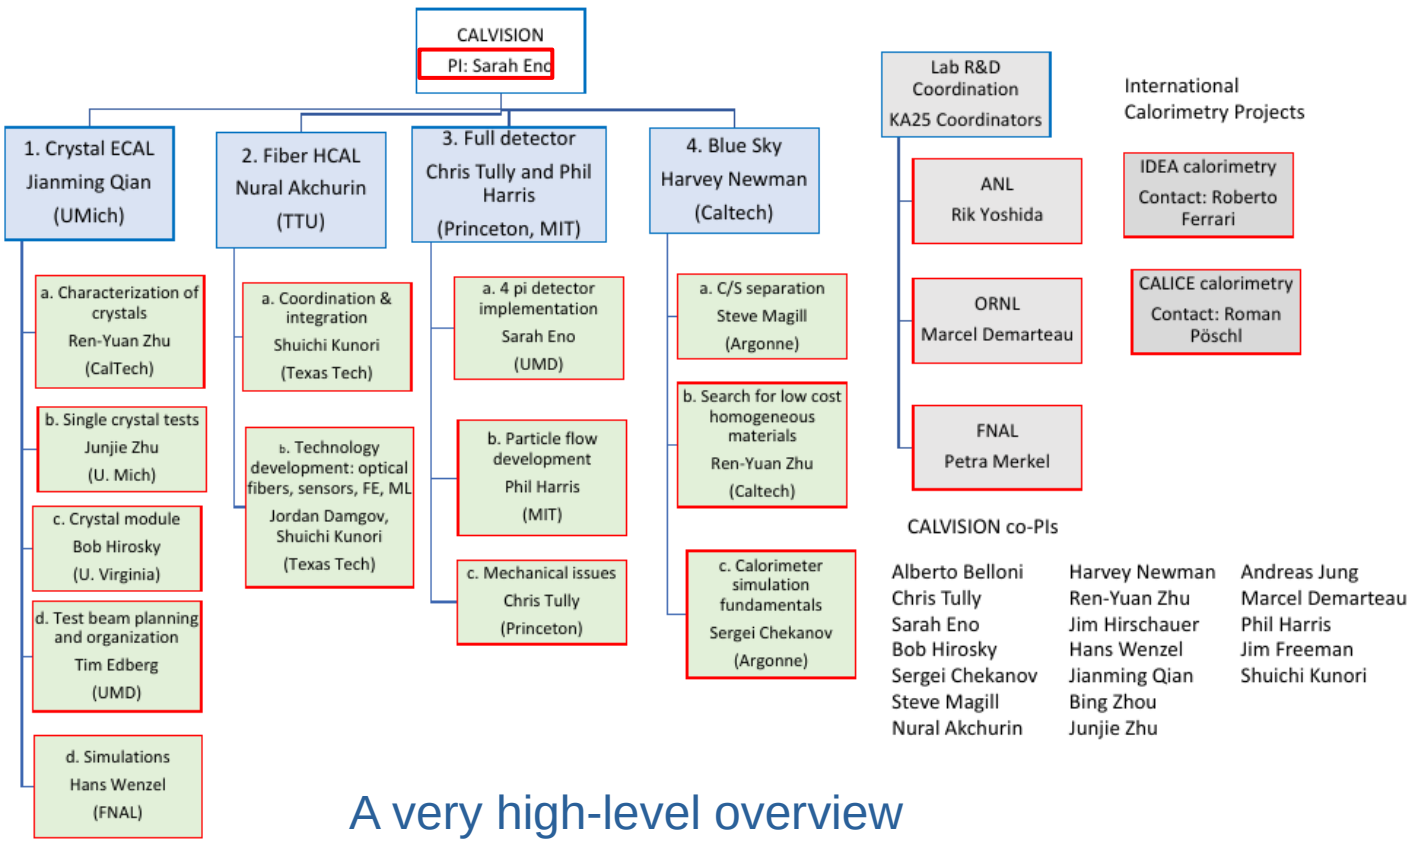 CALVISION
PI: Sarah Eno
1. Crystal ECAL
Jianming Qian
(UMich)
a. Characterization of
crystals
Ren-Yuan Zhu
(CalTech)
b. Single crystal tests
Junjie Zhu
(U. Mich)
c. Crystal module
Bob Hirosky
(U. Virginia)
d. Test beam planning
and organization
Tim Edberg
(UMD)
d. Simulations
Hans Wenzel
(FNAL)
2. Fiber HCAL
Nural Akchurin
(TTU)
a. Coordination &
integration
Shuichi Kunori
(Texas Tech)
b. Technology
development: optical
fibers, sensors, FE, ML
Jordan Damgov,
Shuichi Kunori
(Texas Tech)
3. Full detector
Chris Tully and Phil
Harris
(Princeton, MIT)
a. 4 pi detector
implementation
Sarah Eno
(UMD)
b. Particle flow
development
Phil Harris
(MIT)
c. Mechanical issues
Chris Tully
(Princeton)
4. Blue Sky
Harvey Newman
(Caltech)
a. C/S separation
Steve Magill
(Argonne)
b. Search for low cost
homogeneous
materials
Ren-Yuan Zhu
(Caltech)
c. Calorimeter
simulation
fundamentals
Sergei Chekanov
(Argonne)
Lab R&D
Coordination
KA25 Coordinators
ANL
Rik Yoshida
ORNL
Marcel Demarteau
FNAL
Petra Merkel
International
Calorimetry Projects
IDEA calorimetry
Contact: Roberto
Ferrari
CALICE calorimetry
Contact: Roman
Pöschl
CALVISION co-PIs
Alberto Belloni
Chris Tully
Sarah Eno
Bob Hirosky
Sergei Chekanov
Steve Magill
Nural Akchurin
Harvey Newman
Ren-Yuan Zhu
Jim Hirschauer
Hans Wenzel
Jianming Qian
Bing Zhou
Junjie Zhu
Andreas Jung
Marcel Demarteau
Phil Harris
Jim Freeman
Shuichi Kunori
A very high-level overview